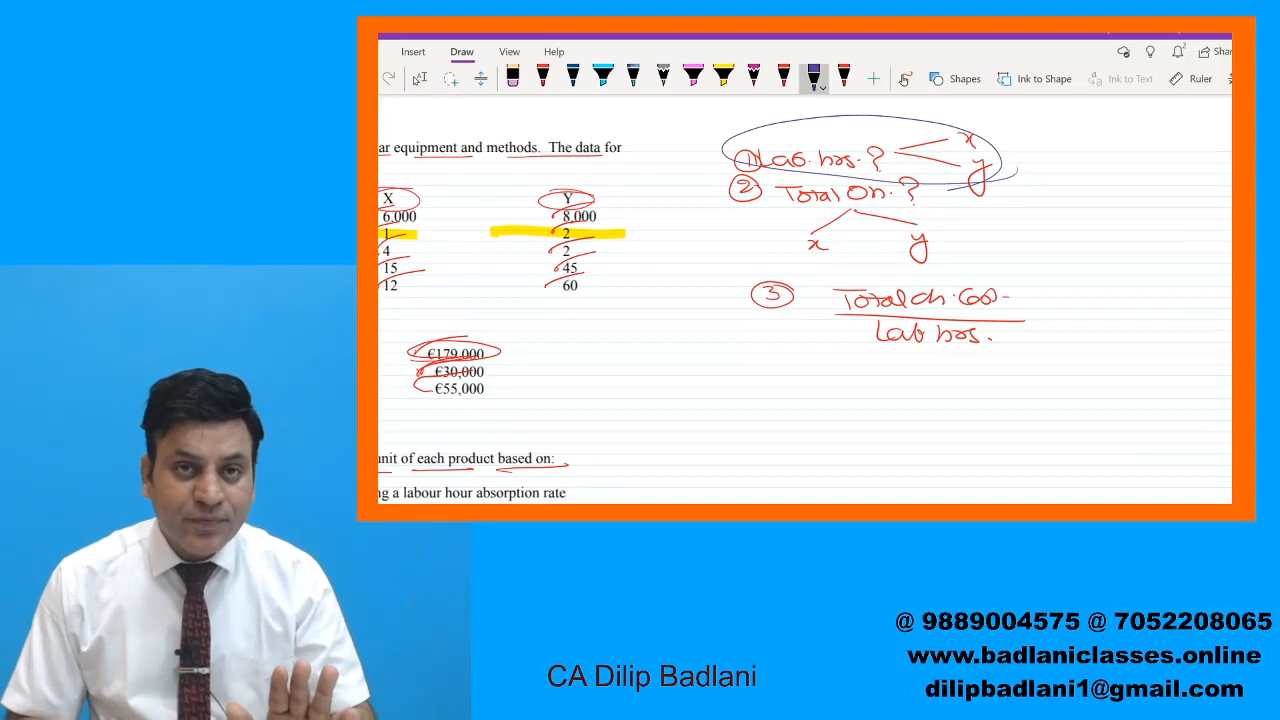 Insert Draw View Help Shar
Shapes Ink to Shape Ink to Text Ruler
ar equipment and methods. The data for
X Y
6,000 8,000
1 2
4 2
15 45
12 60
€179,000
€30,000
€55,000
unit of each product based on:
ng a labour hour absorption rate
① Lab. hrs. ? x
y
② Total OH. ?
x y
③ Total OH. Cos-
Lab hrs.
CA Dilip Badlani
@ 9889004575 @ 7052208065
www.badlaniclasses.online
dilipbadlani1@gmail.com